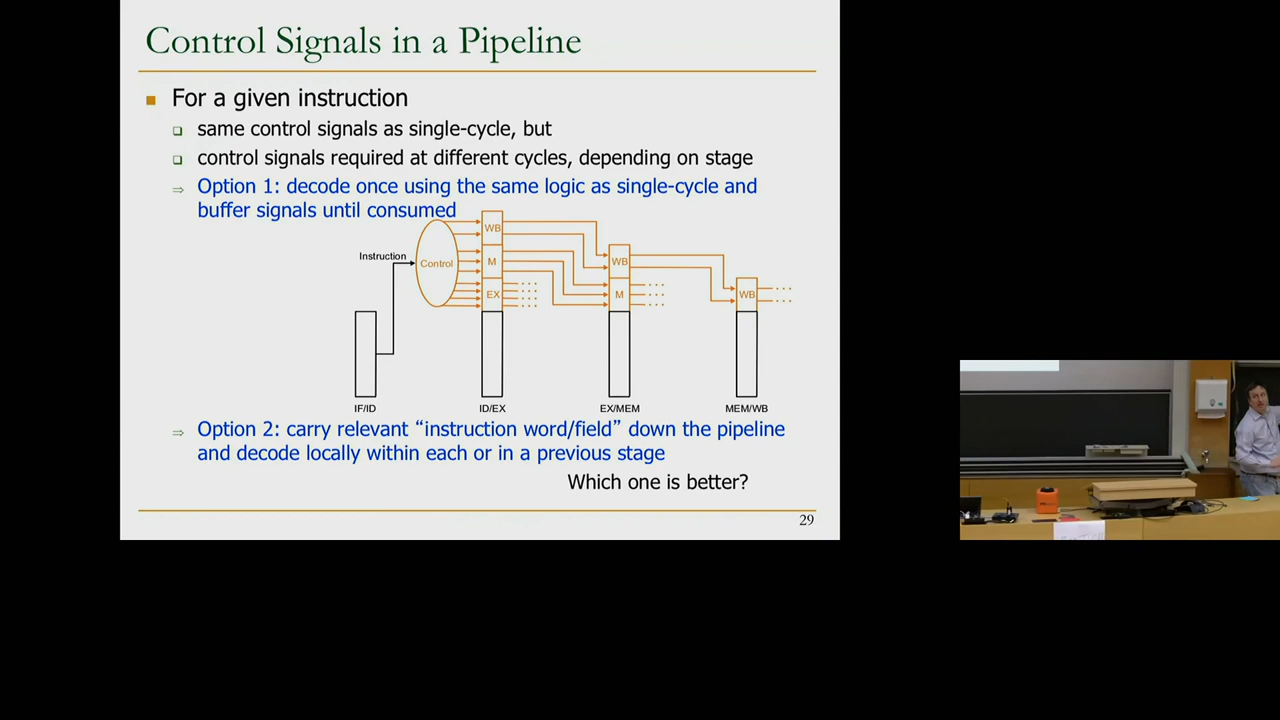 Control Signals in a Pipeline
For a given instruction
same control signals as single-cycle, but
control signals required at different cycles, depending on stage
⇒ Option 1: decode once using the same logic as single-cycle and
buffer signals until consumed
WB
Instruction
Control
M
WB
EX
M
WB
IF/ID
ID/EX
EX/MEM
MEM/WB
⇒ Option 2: carry relevant “instruction word/field” down the pipeline
and decode locally within each or in a previous stage
Which one is better?
29